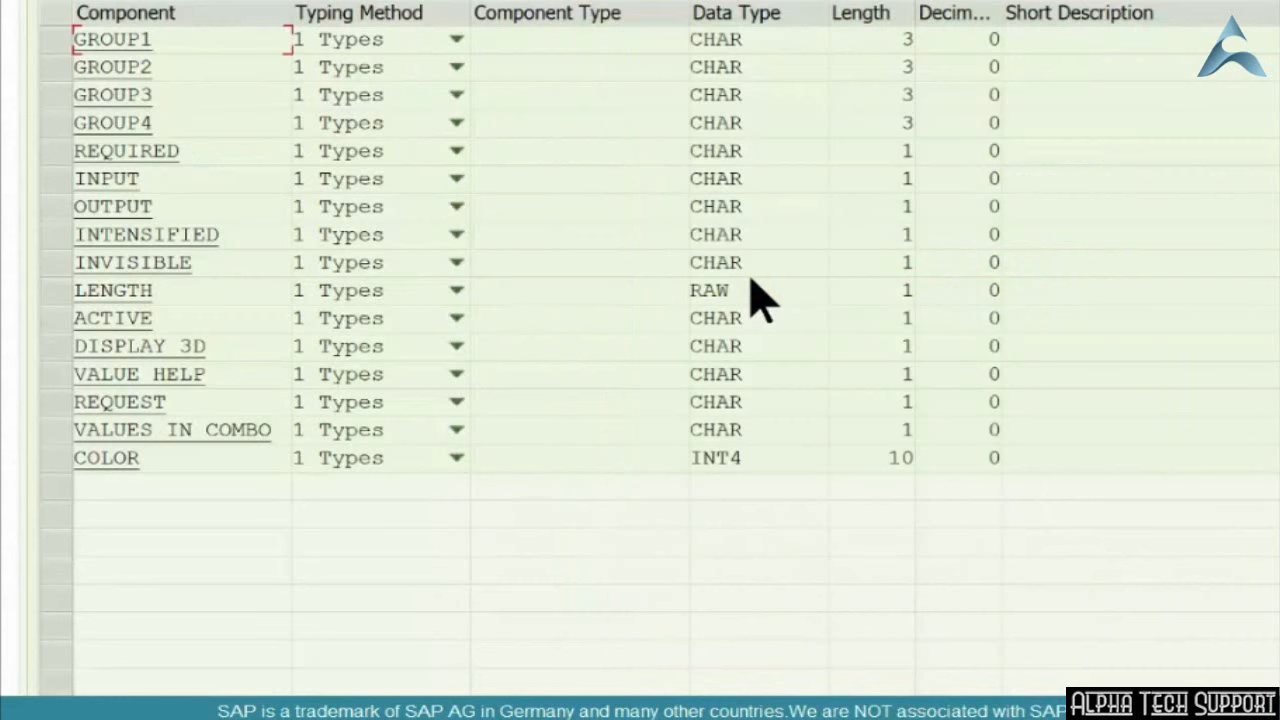 Component Typing Method Component Type Data Type Length Decim... Short Description
GROUP1 1 Types CHAR 3 0
GROUP2 1 Types CHAR 3 0
GROUP3 1 Types CHAR 3 0
GROUP4 1 Types CHAR 3 0
REQUIRED 1 Types CHAR 1 0
INPUT 1 Types CHAR 1 0
OUTPUT 1 Types CHAR 1 0
INTENSIFIED 1 Types CHAR 1 0
INVISIBLE 1 Types CHAR 1 0
LENGTH 1 Types RAW 1 0
ACTIVE 1 Types CHAR 1 0
DISPLAY 3D 1 Types CHAR 1 0
VALUE HELP 1 Types CHAR 1 0
REQUEST 1 Types CHAR 1 0
VALUES IN COMBO 1 Types CHAR 1 0
COLOR 1 Types INT4 10 0
SAP is a trademark of SAP AG in Germany and many other countries.We are NOT associated with SAP
ALPHA TECH SUPPORT